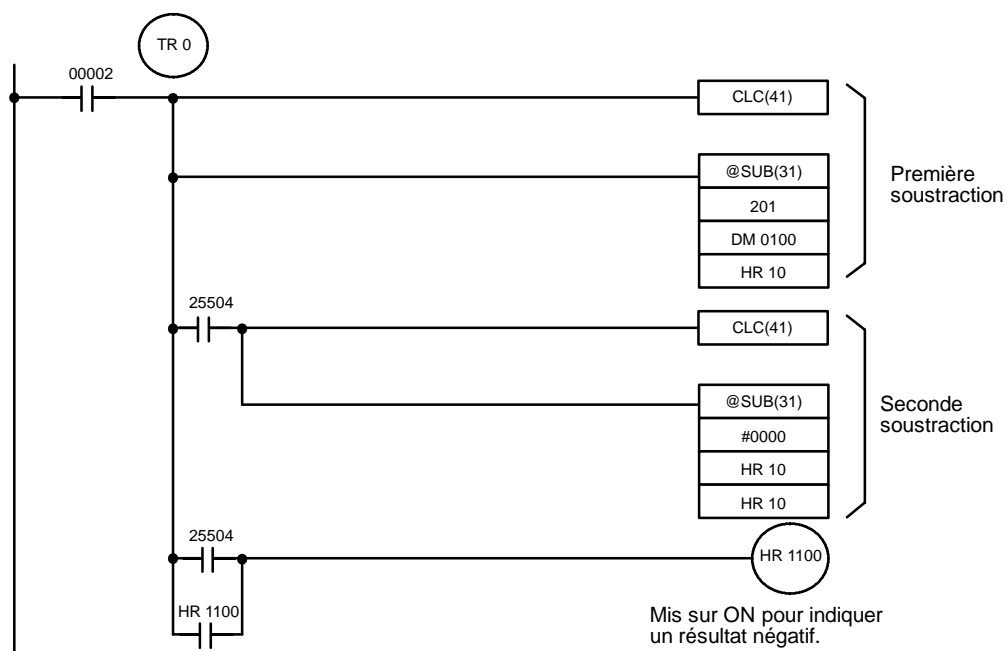 TR 0
00002
CLC(41)
@SUB(31)
201
DM 0100
HR 10
Première
soustraction
25504
CLC(41)
@SUB(31)
#0000
HR 10
HR 10
Seconde
soustraction
25504
HR 1100
HR 1100
Mis sur ON pour indiquer
un résultat négatif.